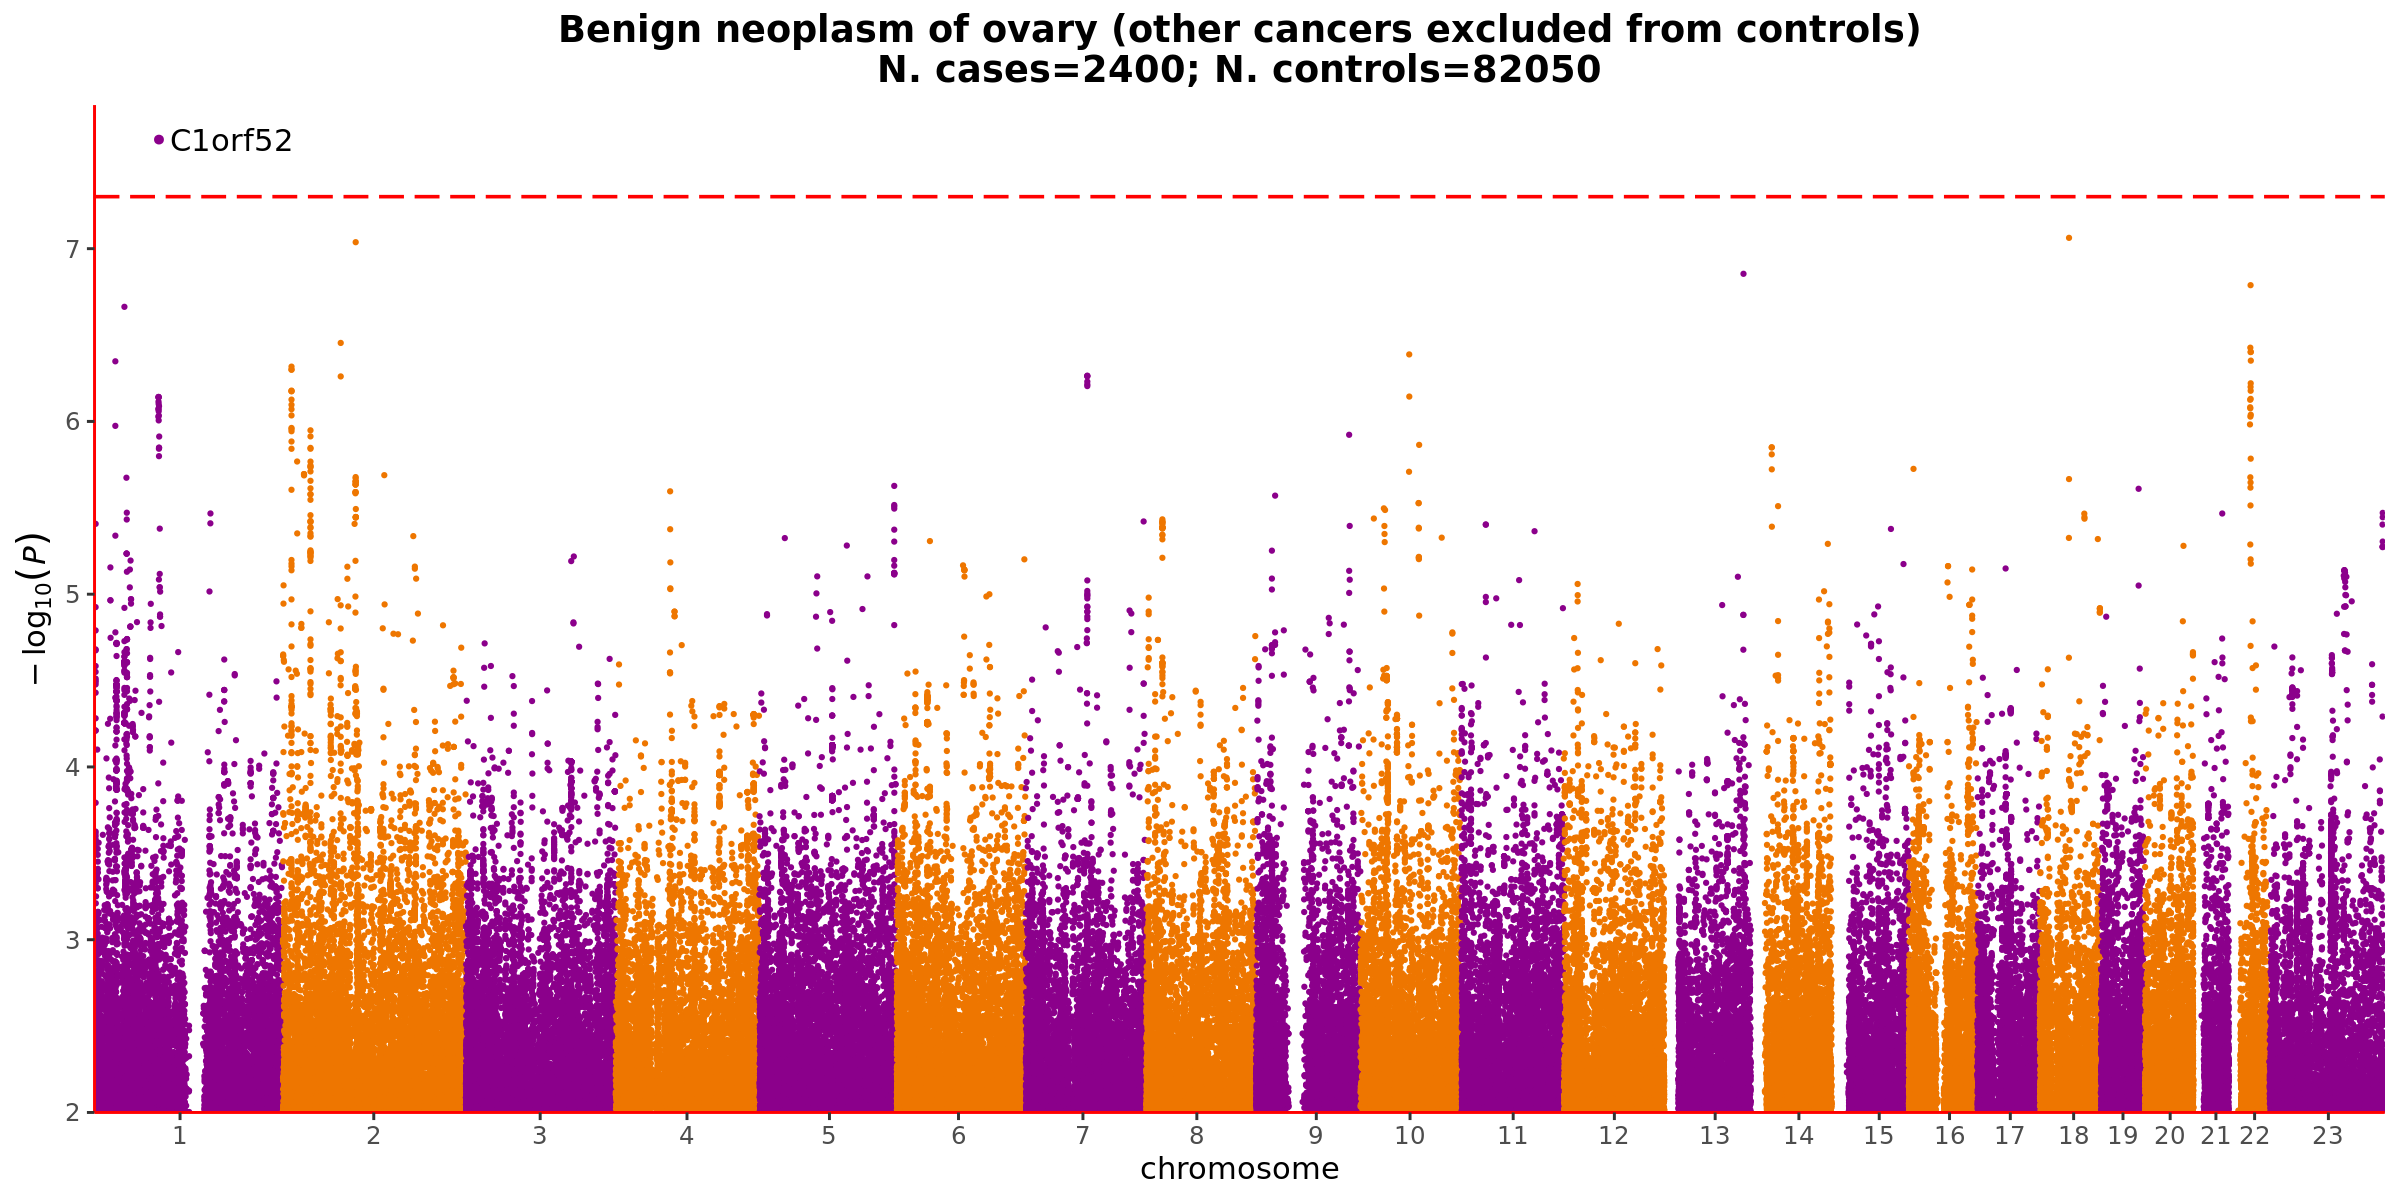 Benign neoplasm of ovary (other cancers excluded from controls)
N. cases=2400; N. controls=82050
C1orf52
7
6
5
4
3
2
−log10(P)
1 2 3 4 5 6 7 8 9 10 11 12 13 14 15 16 17 18 19 20 21 22 23
chromosome